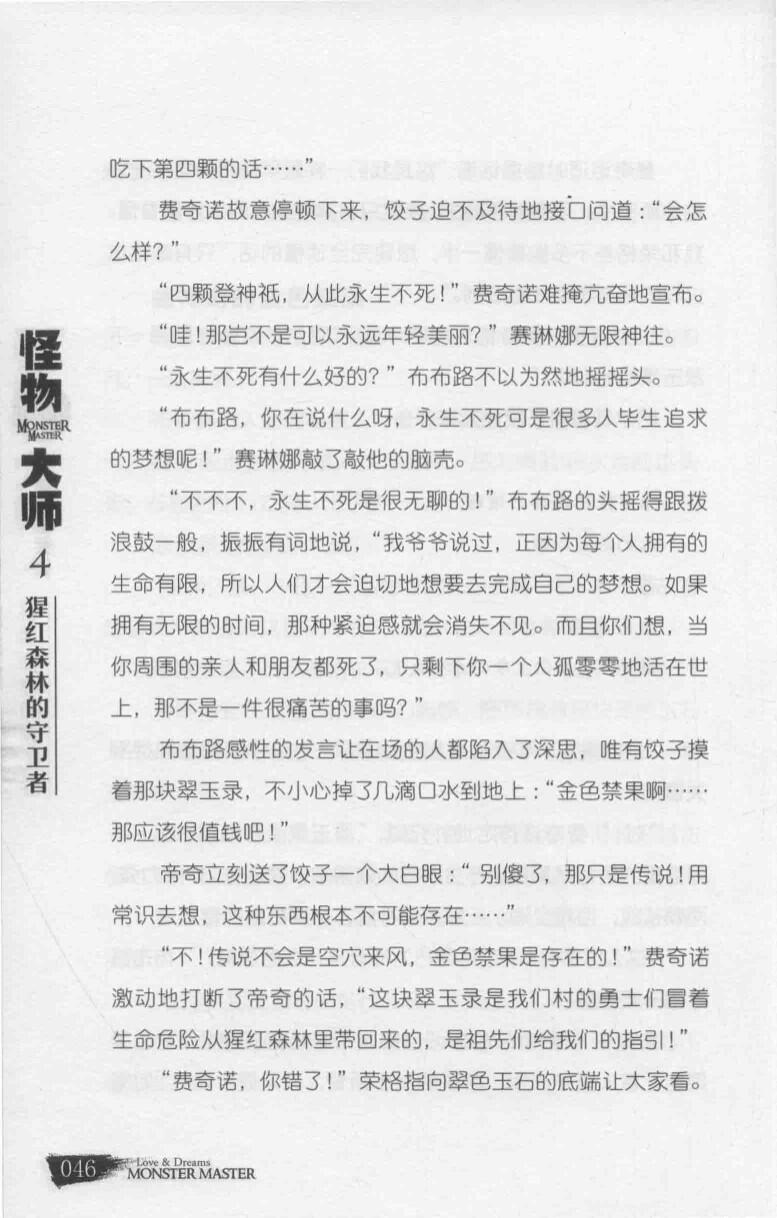 吃下第四颗的话……”
费奇诺故意停顿下来，饺子迫不及待地接口问道：“会怎
么样？”
“四颗登神祇，从此永生不死！”费奇诺难掩亢奋地宣布。
“哇！那岂不是可以永远年轻美丽？”赛琳娜无限神往。
“永生不死有什么好的？”布布路不以为然地摇摇头。
“布布路，你在说什么呀，永生不死可是很多人毕生追求
的梦想呢！”赛琳娜敲了敲他的脑壳。
“不不不，永生不死是很无聊的！”布布路的头摇得跟拨
浪鼓一般，振振有词地说，“我爷爷说过，正因为每个人拥有的
生命有限，所以人们才会迫切地想要去完成自己的梦想。如果
拥有无限的时间，那种紧迫感就会消失不见。而且你们想，当
你周围的亲人和朋友都死了，只剩下你一个人孤零零地活在世
上，那不是一件很痛苦的事吗？”
布布路感性的发言让在场的人都陷入了深思，唯有饺子摸
着那块翠玉录，不小心掉了几滴口水到地上：“金色禁果啊……
那应该很值钱吧！”
帝奇立刻送了饺子一个大白眼：“别傻了，那只是传说！用
常识去想，这种东西根本不可能存在……”
“不！传说不会是空穴来风，金色禁果是存在的！”费奇诺
激动地打断了帝奇的话，“这块翠玉录是我们村的勇士们冒着
生命危险从猩红森林里带回来的，是祖先们给我们的指引！”
“费奇诺，你错了！”荣格指向翠色玉石的底端让大家看。
怪物
MONSTER
MASTER
大师
4
猩红森林的守卫者
046
Love & Dreams
MONSTER MASTER